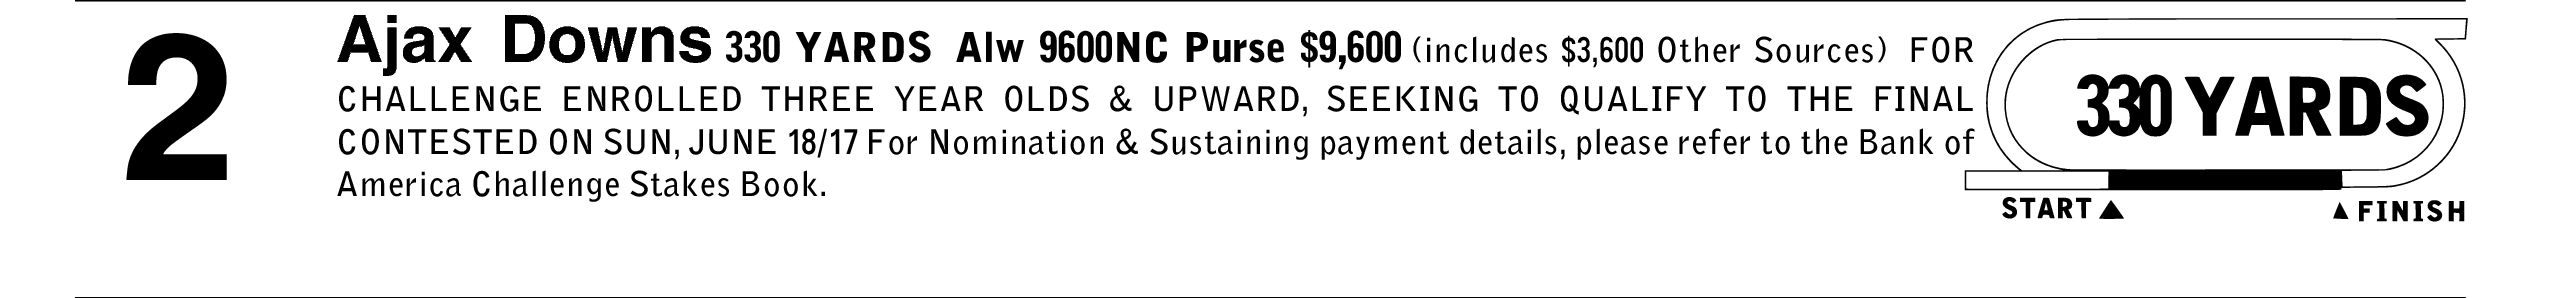 2
Ajax Downs 330 YARDS Alw 9600NC Purse $9,600 (includes $3,600 Other Sources) FOR
CHALLENGE ENROLLED THREE YEAR OLDS & UPWARD, SEEKING TO QUALIFY TO THE FINAL
CONTESTED ON SUN, JUNE 18/17 For Nomination & Sustaining payment details, please refer to the Bank of
America Challenge Stakes Book.
330 YARDS
START ▲ ▲ FINISH